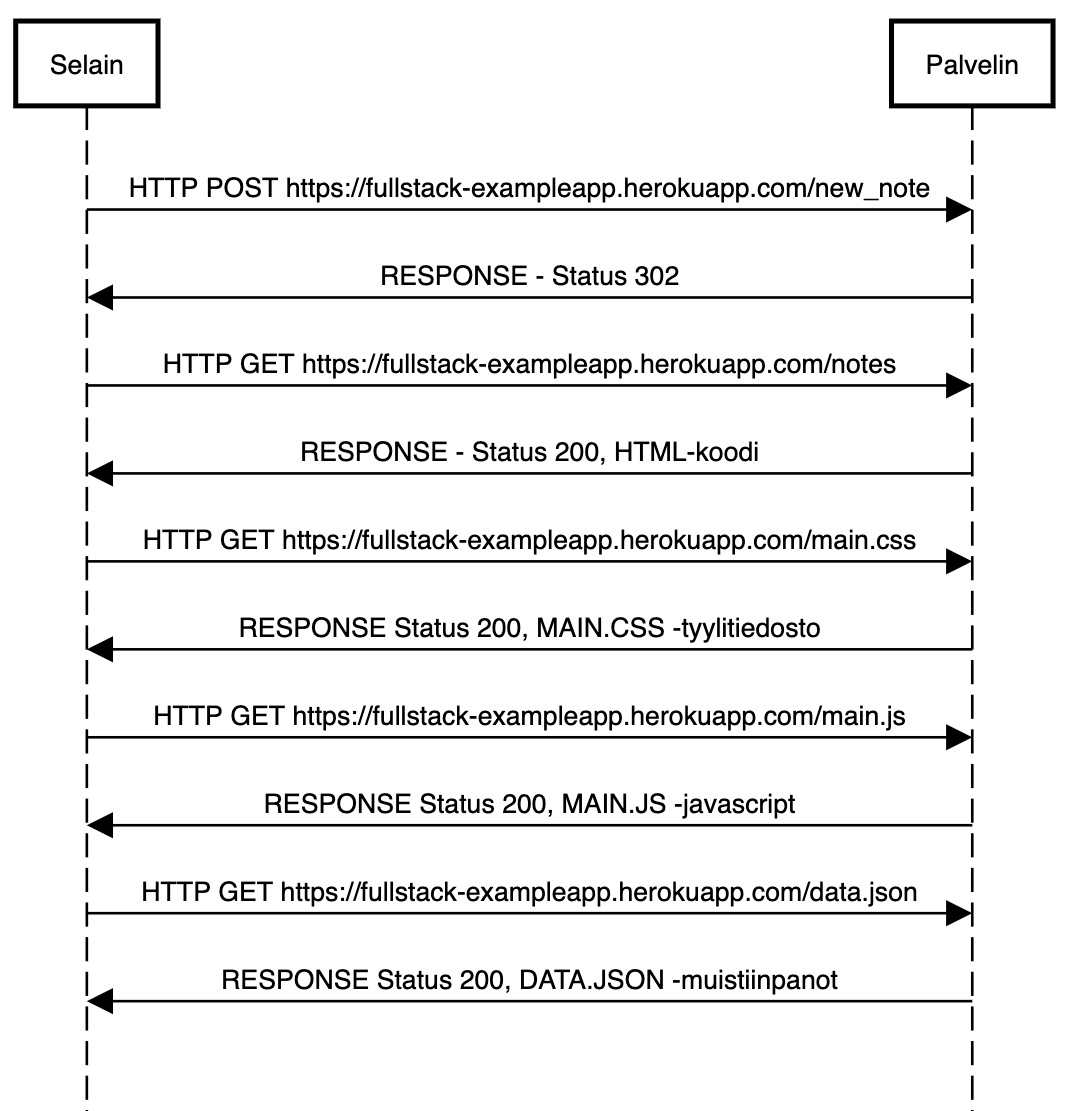 Selain
Palvelin
HTTP POST https://fullstack-exampleapp.herokuapp.com/new_note
RESPONSE - Status 302
HTTP GET https://fullstack-exampleapp.herokuapp.com/notes
RESPONSE - Status 200, HTML-koodi
HTTP GET https://fullstack-exampleapp.herokuapp.com/main.css
RESPONSE Status 200, MAIN.CSS -tyylitiedosto
HTTP GET https://fullstack-exampleapp.herokuapp.com/main.js
RESPONSE Status 200, MAIN.JS -javascript
HTTP GET https://fullstack-exampleapp.herokuapp.com/data.json
RESPONSE Status 200, DATA.JSON -muistiinpanot